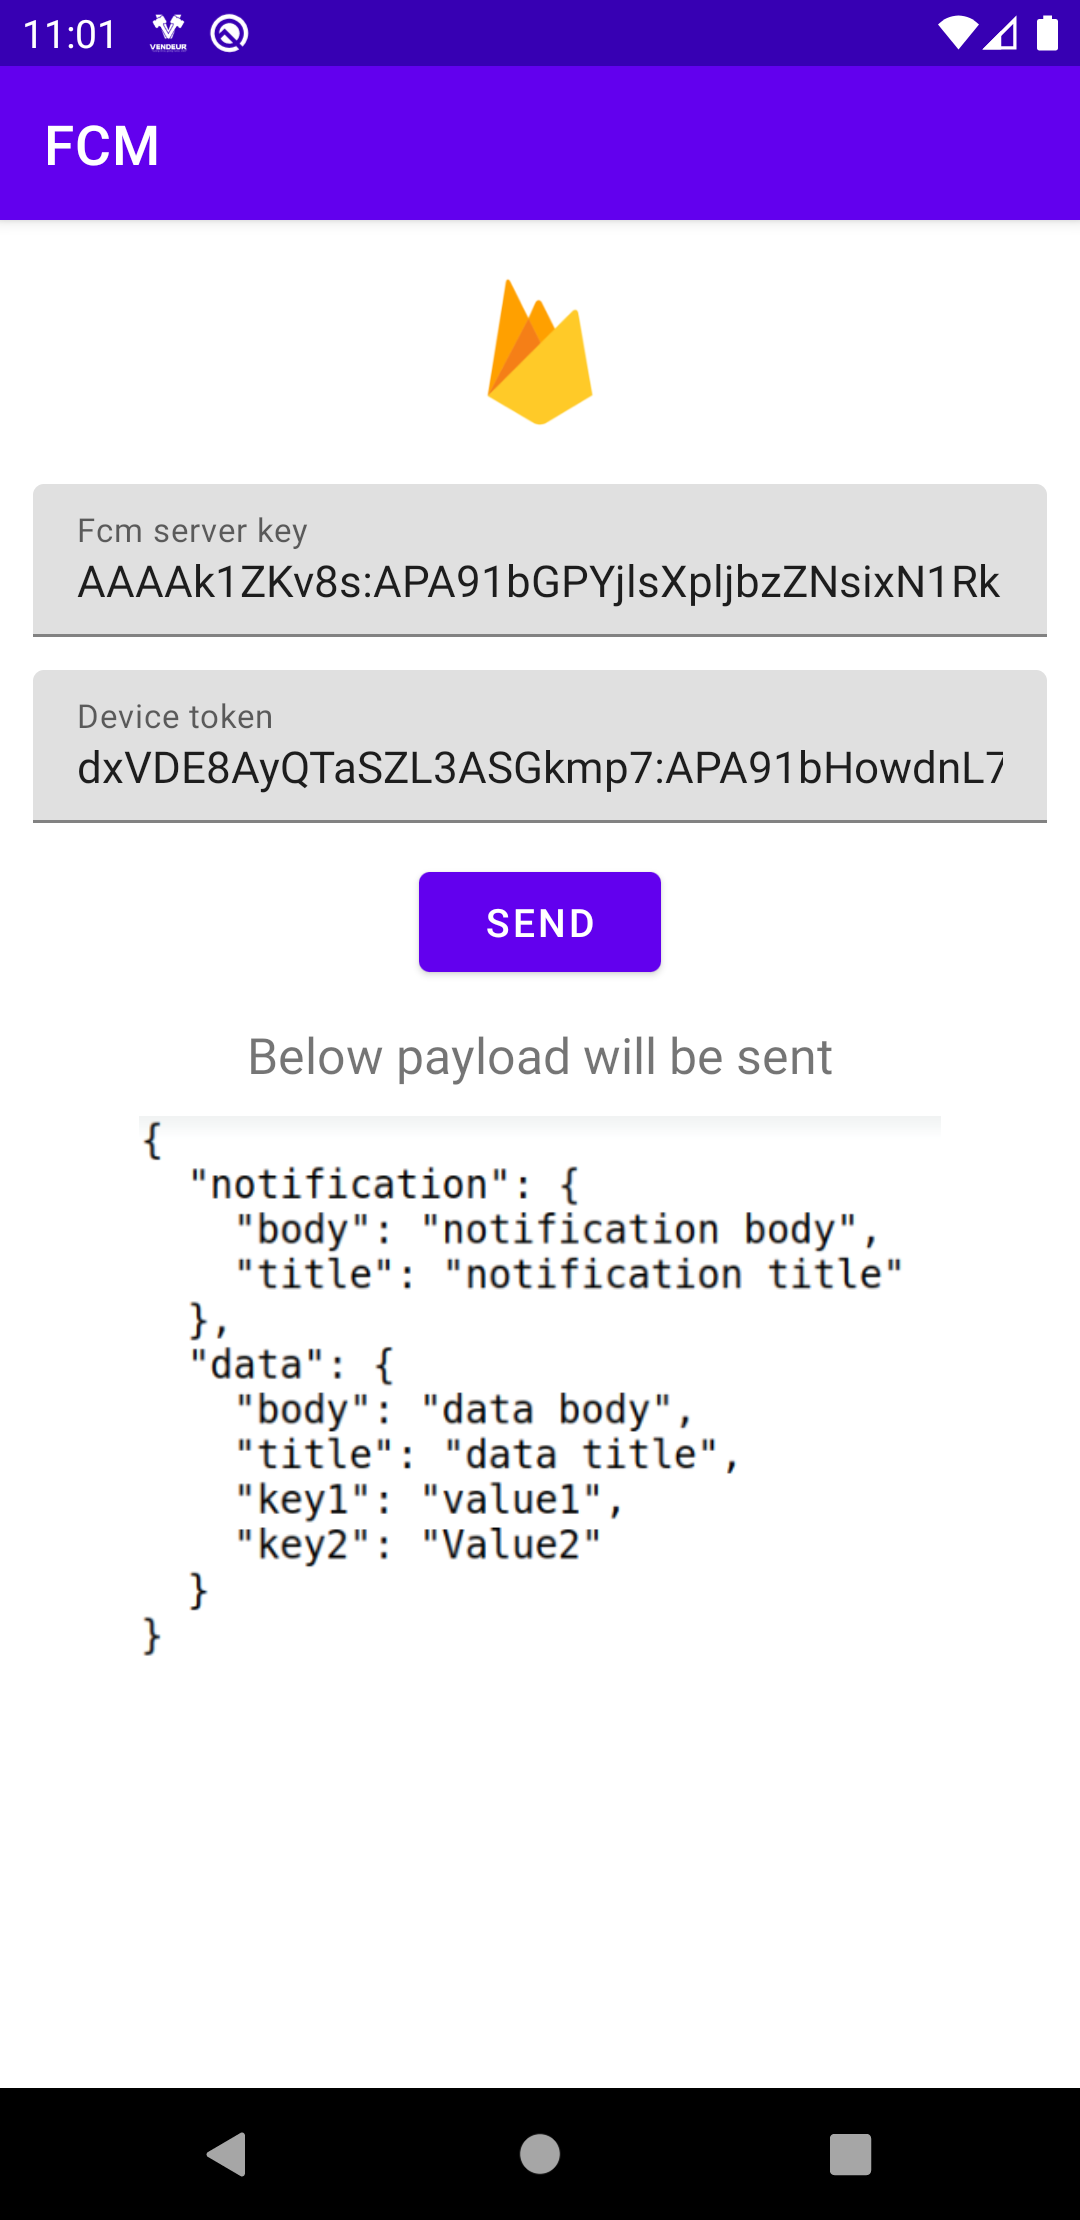 11:01
VENDEUR
FCM
Fcm server key
AAAAk1ZKv8s:APA91bGPYjlsXpljbzZNsixN1Rk
Device token
dxVDE8AyQTaSZL3ASGkmp7:APA91bHowdnL7
SEND
Below payload will be sent
{
  "notification": {
    "body": "notification body",
    "title": "notification title"
  },
  "data": {
    "body": "data body",
    "title": "data title",
    "key1": "value1",
    "key2": "Value2"
  }
}